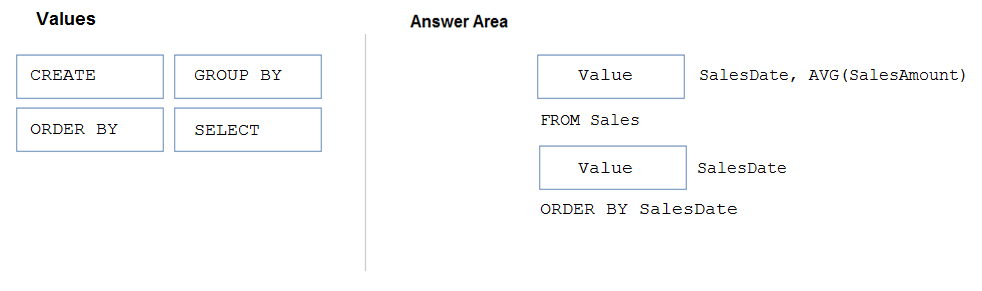 Values
CREATE
GROUP BY
ORDER BY
SELECT
Answer Area
Value SalesDate, AVG(SalesAmount)
FROM Sales
Value SalesDate
ORDER BY SalesDate